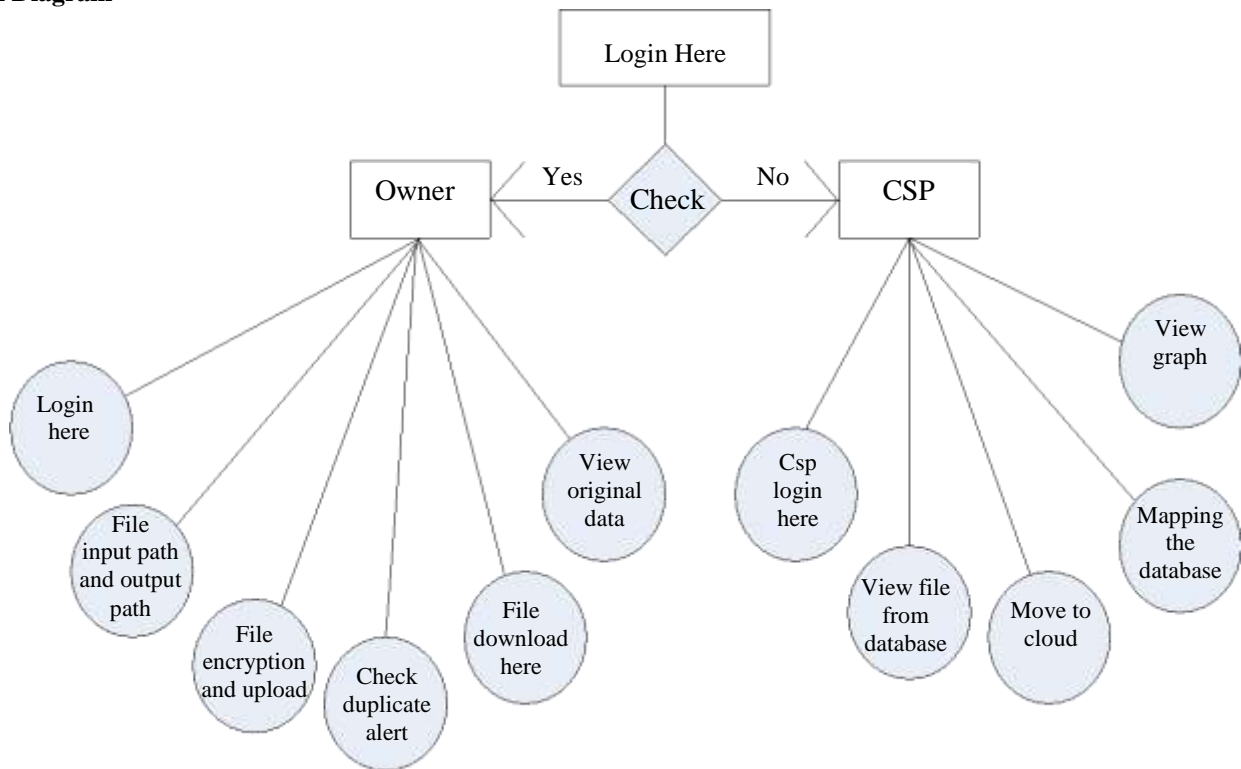 Diagram
Login Here
Owner
Yes
Check
No
CSP
Login
here
File
input path
and output
path
File
encryption
and upload
Check
duplicate
alert
File
download
here
View
original
data
Csp
login
here
View file
from
database
Move to
cloud
Mapping
the
database
View
graph